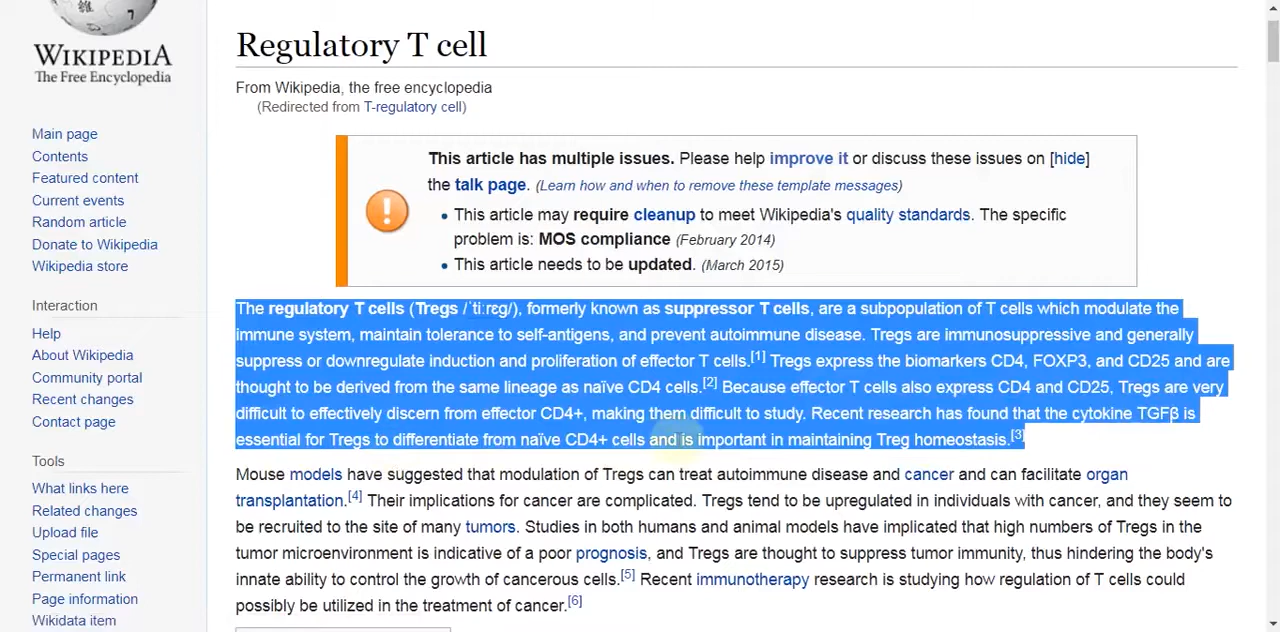 WIKIPEDIA
The Free Encyclopedia
Main page
Contents
Featured content
Current events
Random article
Donate to Wikipedia
Wikipedia store
Interaction
Help
About Wikipedia
Community portal
Recent changes
Contact page
Tools
What links here
Related changes
Upload file
Special pages
Permanent link
Page information
Wikidata item
Regulatory T cell
From Wikipedia, the free encyclopedia
(Redirected from T-regulatory cell)
This article has multiple issues. Please help improve it or discuss these issues on [hide]
the talk page. (Learn how and when to remove these template messages)
• This article may require cleanup to meet Wikipedia's quality standards. The specific
problem is: MOS compliance (February 2014)
• This article needs to be updated. (March 2015)
The regulatory T cells (Tregs /ˈtiːrɛɡ/), formerly known as suppressor T cells, are a subpopulation of T cells which modulate the
immune system, maintain tolerance to self-antigens, and prevent autoimmune disease. Tregs are immunosuppressive and generally
suppress or downregulate induction and proliferation of effector T cells.[1] Tregs express the biomarkers CD4, FOXP3, and CD25 and are
thought to be derived from the same lineage as naïve CD4 cells.[2] Because effector T cells also express CD4 and CD25, Tregs are very
difficult to effectively discern from effector CD4+, making them difficult to study. Recent research has found that the cytokine TGFβ is
essential for Tregs to differentiate from naïve CD4+ cells and is important in maintaining Treg homeostasis.[3]
Mouse models have suggested that modulation of Tregs can treat autoimmune disease and cancer and can facilitate organ
transplantation.[4] Their implications for cancer are complicated. Tregs tend to be upregulated in individuals with cancer, and they seem to
be recruited to the site of many tumors. Studies in both humans and animal models have implicated that high numbers of Tregs in the
tumor microenvironment is indicative of a poor prognosis, and Tregs are thought to suppress tumor immunity, thus hindering the body's
innate ability to control the growth of cancerous cells.[5] Recent immunotherapy research is studying how regulation of T cells could
possibly be utilized in the treatment of cancer.[6]